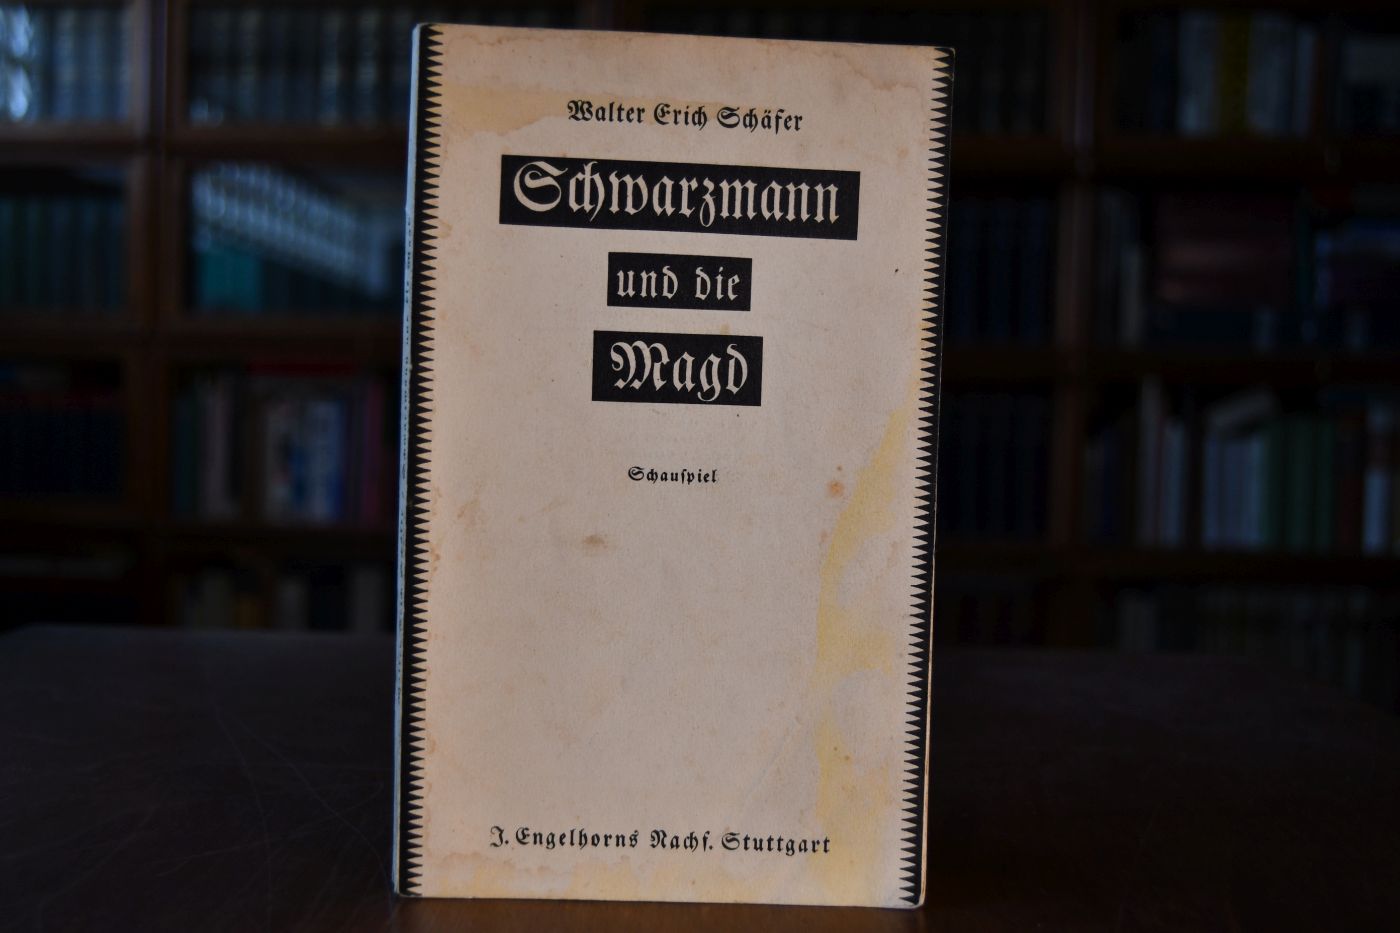 Walter Erich Schäfer
Schwarzmann
und die
Magd
Schauſpiel
J. Engelhorns Nachf. Stuttgart